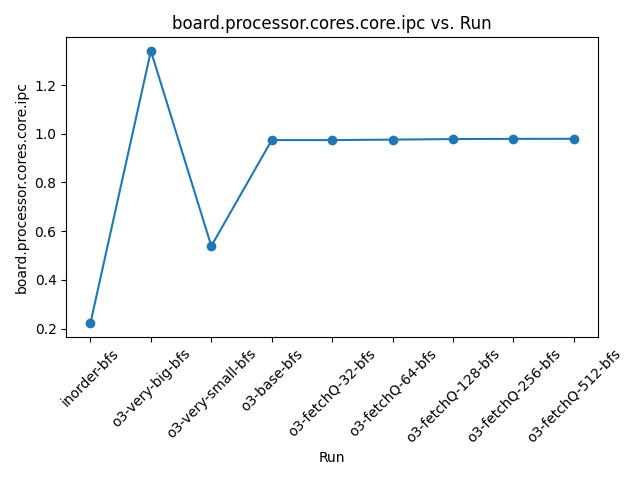 board.processor.cores.core.ipc vs. Run
board.processor.cores.core.ipc
1.2
1.0
0.8
0.6
0.4
0.2
inorder-bfs
o3-very-big-bfs
o3-very-small-bfs
o3-base-bfs
o3-fetchQ-32-bfs
o3-fetchQ-64-bfs
o3-fetchQ-128-bfs
o3-fetchQ-256-bfs
o3-fetchQ-512-bfs
Run